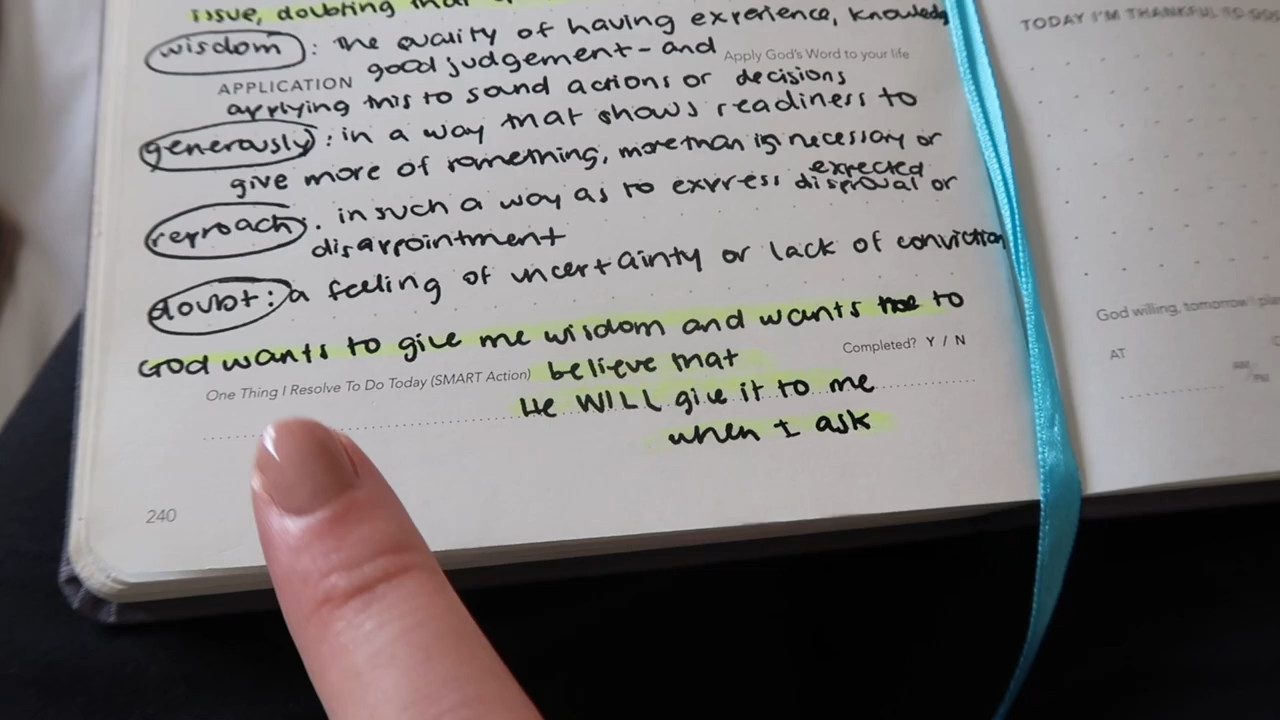 issue, doubting that
wisdom: the quality of having experience, knowledg
good judgement - and
Apply God's Word to your life
APPLICATION
applying this to sound actions or decisions
generously: in a way that shows readiness to
give more of something, more than is necessary or
expected
reproach: in such a way as to express disproval or
disappointment
doubt: a feeling of uncertainty or lack of conviction
God wants to give me wisdom and wants to
Completed? Y / N
One Thing I Resolve To Do Today (SMART Action)
believe that
He WILL give it to me
when I ask
240
TODAY I'M THANKFUL TO GO
God willing, tomorrow I pla
AT
AM/
PM